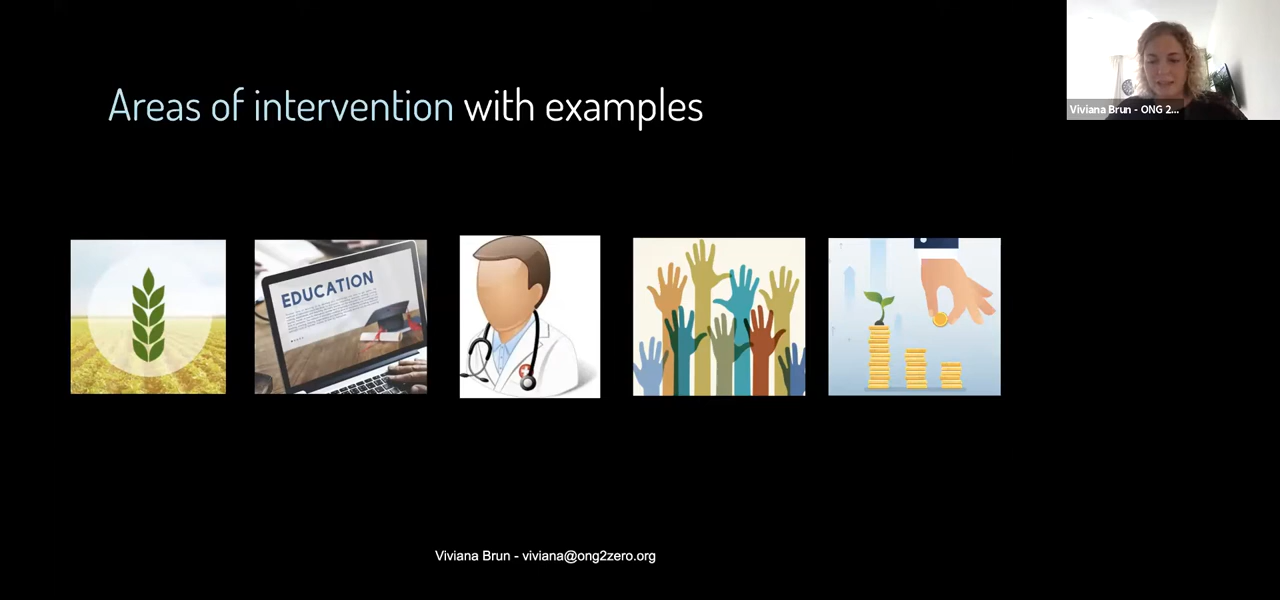 Areas of intervention with examples
Viviana Brun - ONG 2...
EDUCATION
Viviana Brun - viviana@ong2zero.org